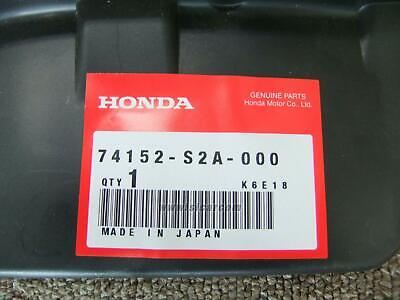 HONDA
GENUINE PARTS
Honda Motor Co., Ltd.
74152-S2A-000
QTY 1 K6E18
MADE IN JAPAN